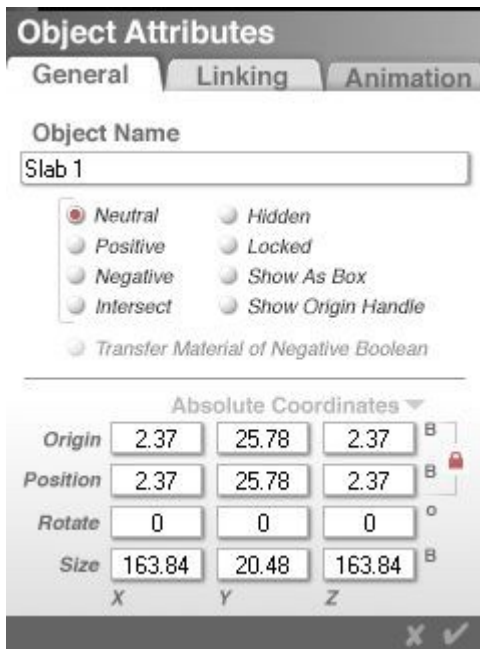 Object Attributes
General Linking Animation
Object Name
Slab 1
Neutral Hidden
Positive Locked
Negative Show As Box
Intersect Show Origin Handle
Transfer Material of Negative Boolean
Absolute Coordinates
Origin 2.37 25.78 2.37 B
Position 2.37 25.78 2.37 B
Rotate 0 0 0 o
Size 163.84 20.48 163.84 B
X Y Z